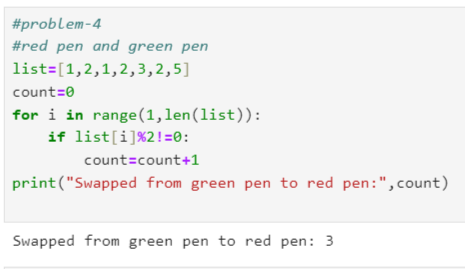 #problem-4
#red pen and green pen
list=[1,2,1,2,3,2,5]
count=0
for i in range(1,len(list)):
    if list[i]%2!=0:
        count=count+1
print("Swapped from green pen to red pen:",count)
Swapped from green pen to red pen: 3